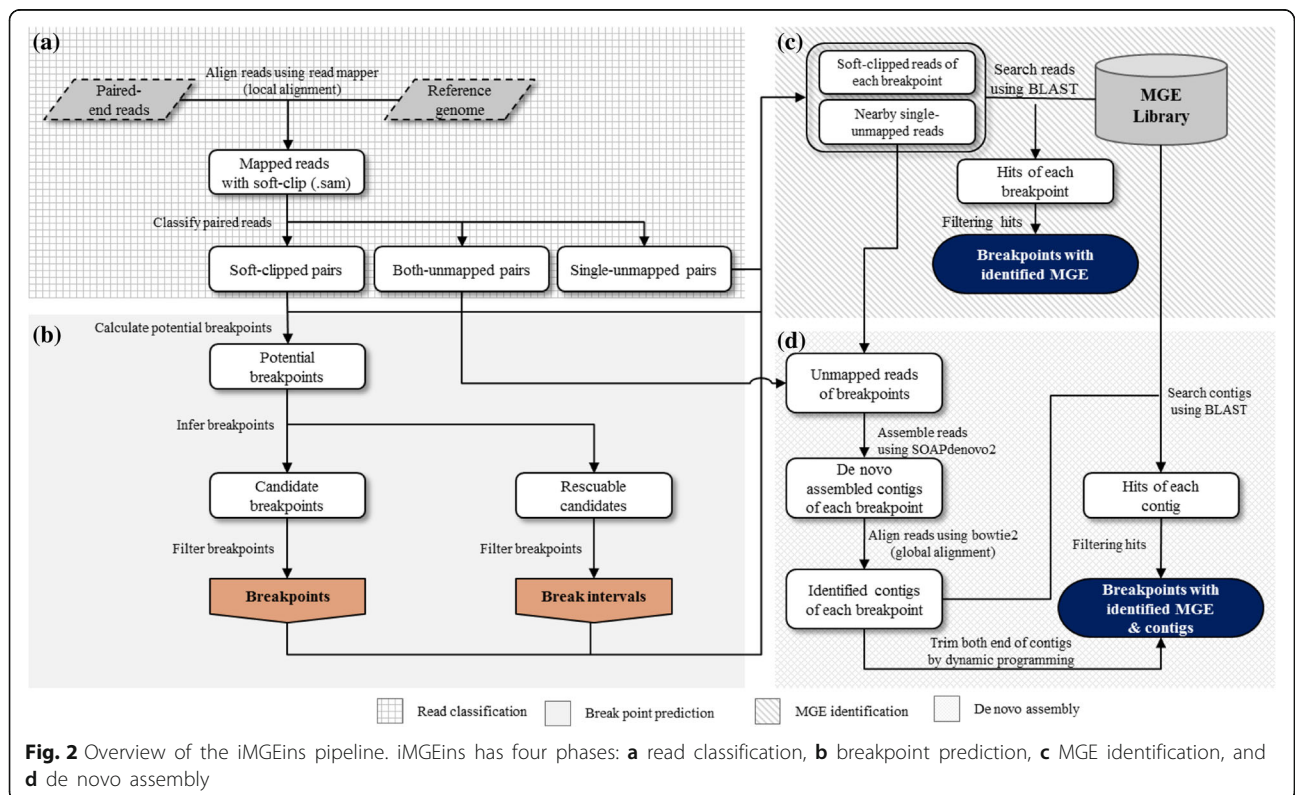 (a)
Paired-
end reads
Align reads using read mapper
(local alignment)
Reference
genome
Mapped reads
with soft-clip (.sam)
Classify paired reads
Soft-clipped pairs
Both-unmapped pairs
Single-unmapped pairs
(b)
Calculate potential breakpoints
Potential
breakpoints
Infer breakpoints
Candidate
breakpoints
Rescuable
candidates
Filter breakpoints
Filter breakpoints
Breakpoints
Break intervals
(c)
Soft-clipped reads of
each breakpoint
Nearby single-
unmapped reads
Search reads
using BLAST
MGE
Library
Hits of each
breakpoint
Filtering hits
Breakpoints with
identified MGE
(d)
Unmapped reads
of breakpoints
Assemble reads
using SOAPdenovo2
De novo
assembled contigs
of each breakpoint
Align reads using bowtie2
(global alignment)
Identified contigs
of each breakpoint
Trim both end of contigs
by dynamic programming
Search contigs
using BLAST
Hits of each
contig
Filtering hits
Breakpoints with
identified MGE
& contigs
Read classification
Break point prediction
MGE identification
De novo assembly
Fig. 2 Overview of the iMGEins pipeline. iMGEins has four phases: a read classification, b breakpoint prediction, c MGE identification, and
d de novo assembly